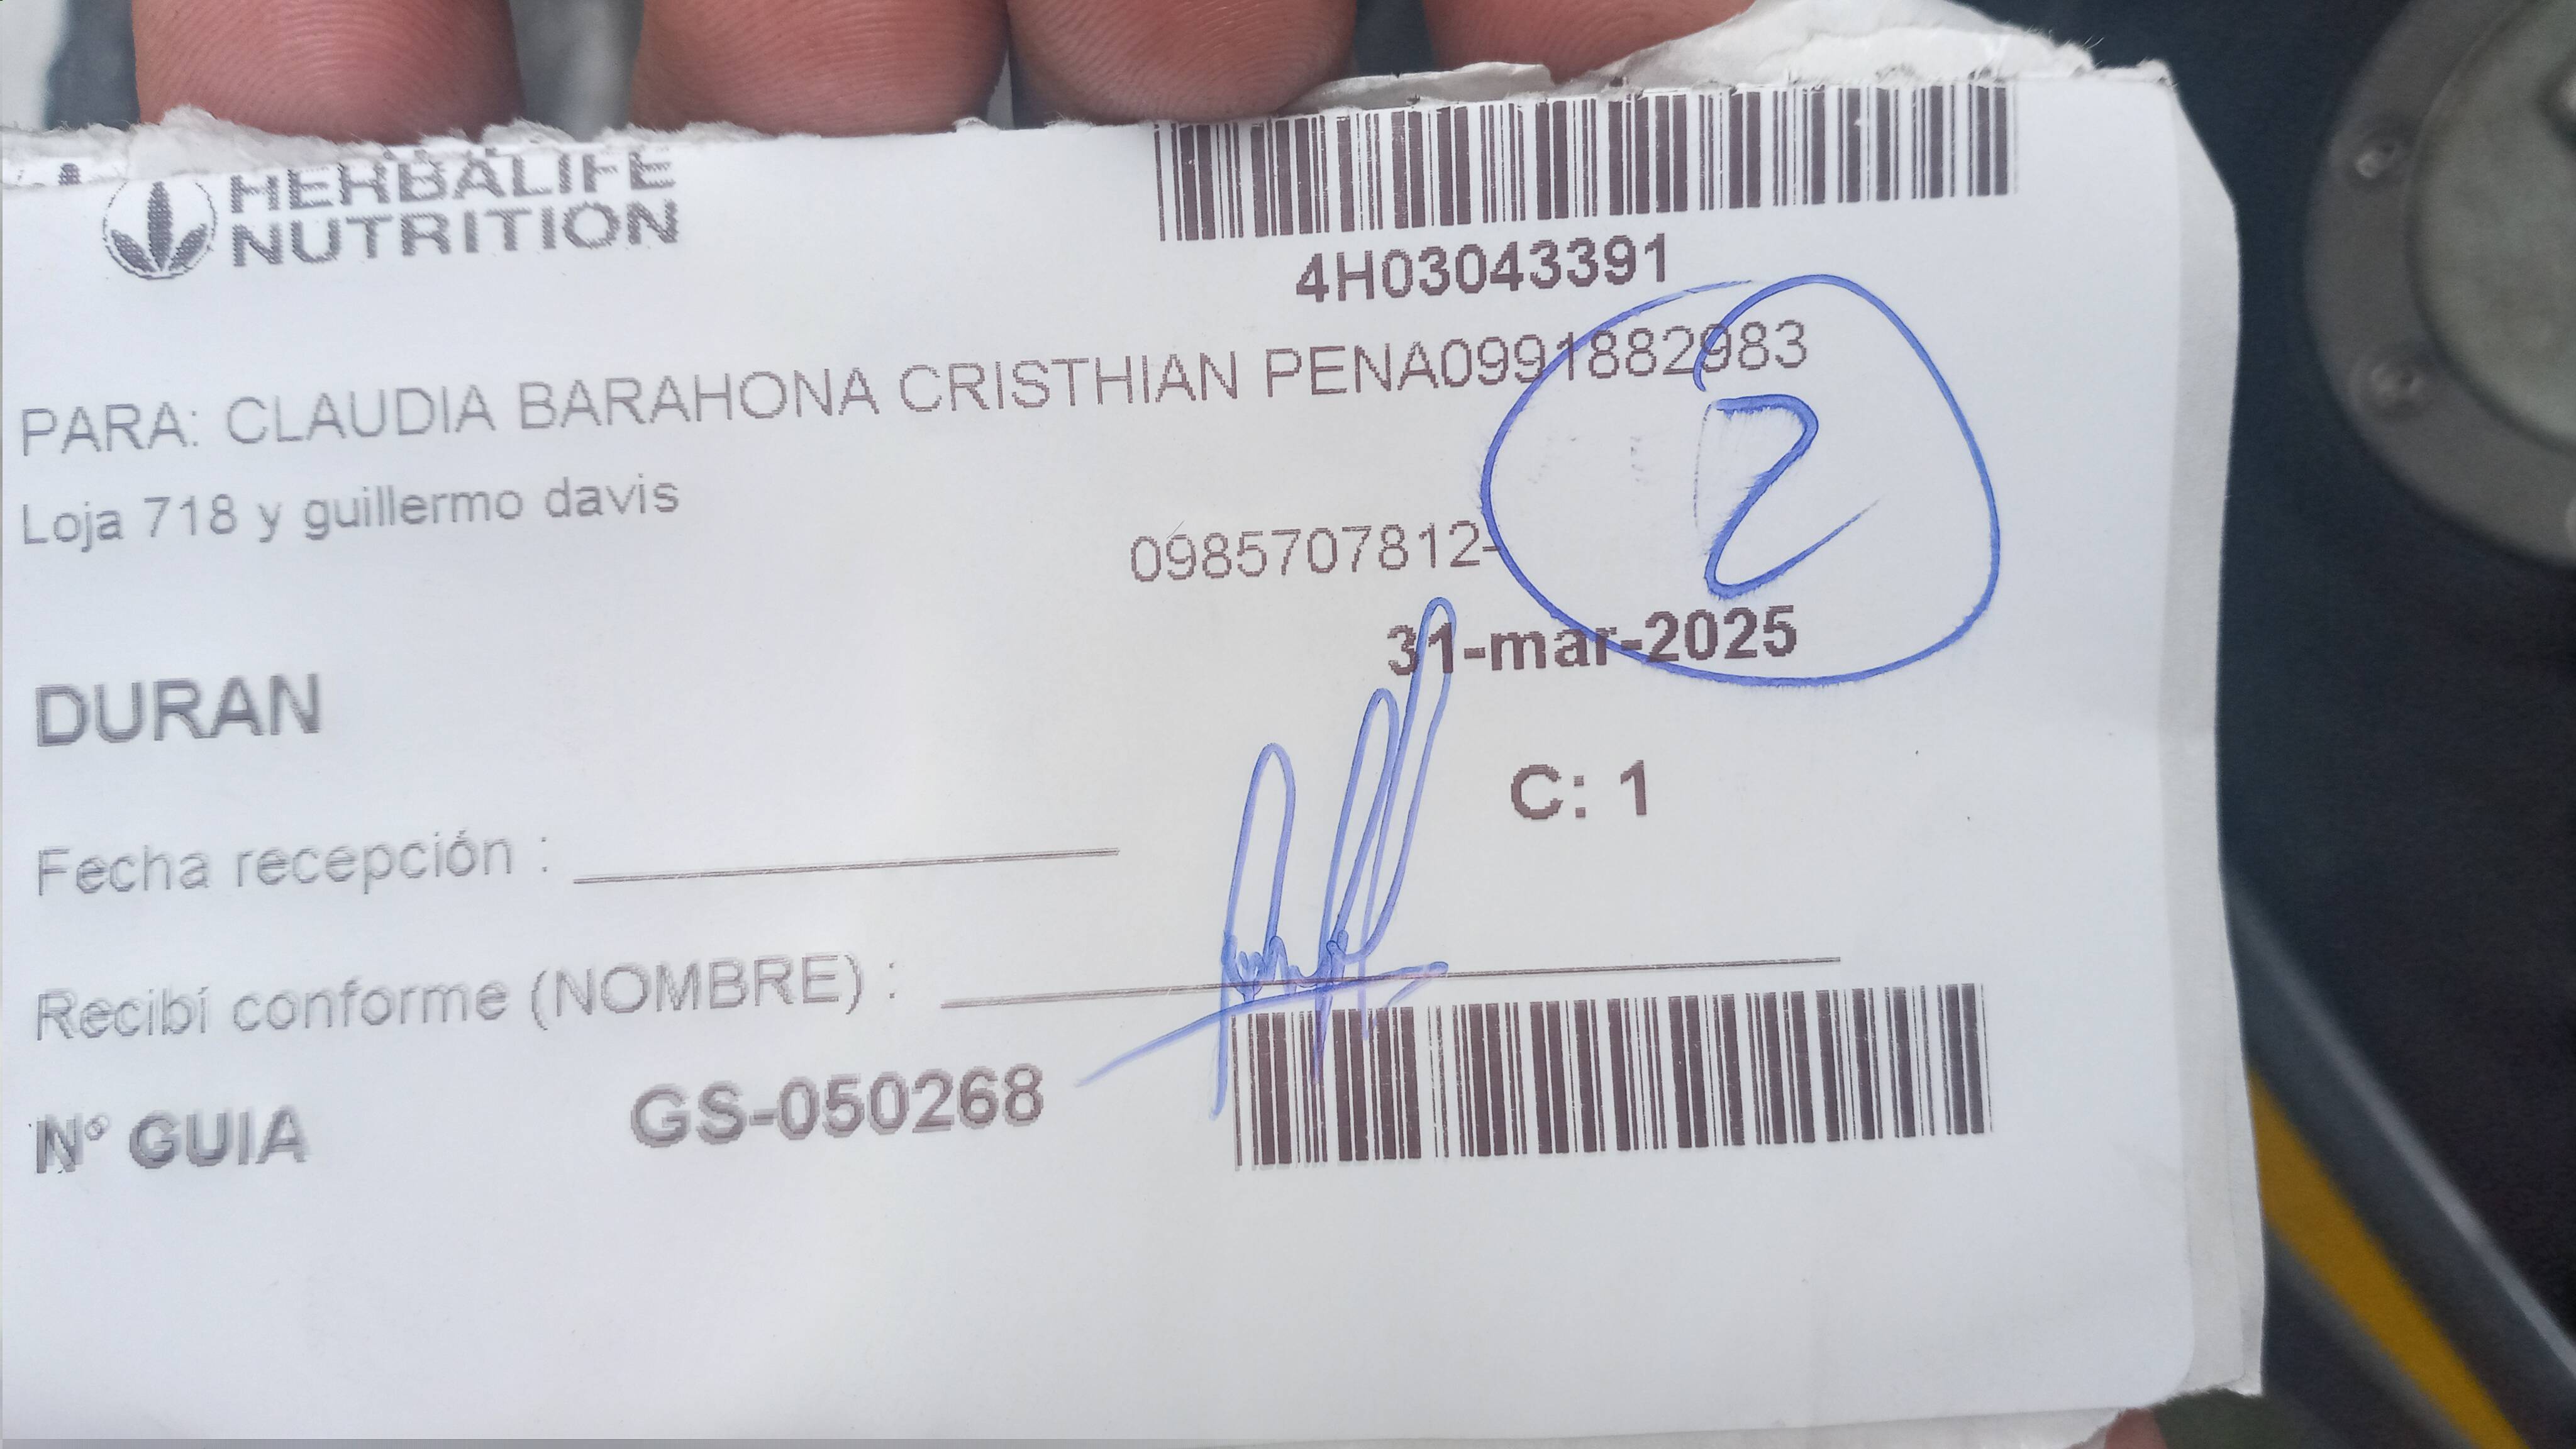 HERBALIFE
NUTRITION
4H03043391
PARA: CLAUDIA BARAHONA CRISTHIAN PENA0991882983
Loja 718 y guillermo davis
0985707812-
2
31-mar-2025
DURAN
C: 1
Fecha recepción :
Recibí conforme (NOMBRE) :
Nº GUIA GS-050268